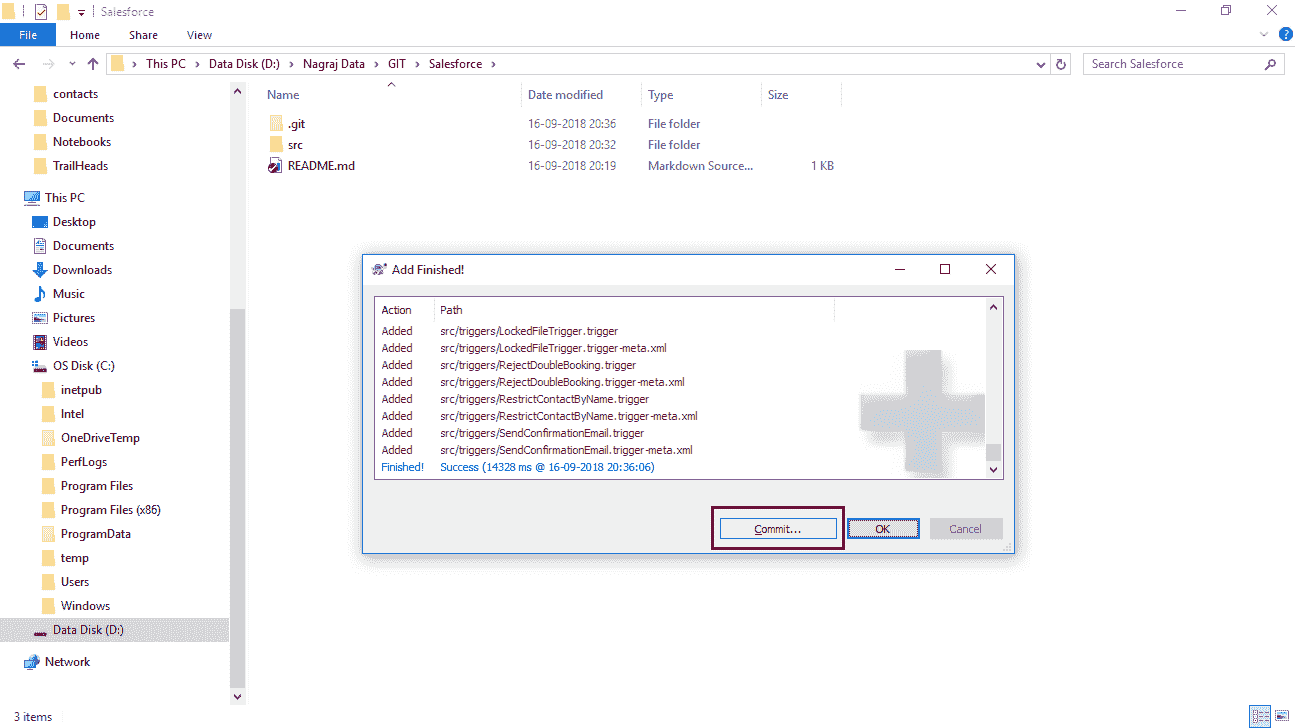 Salesforce
File Home Share View
This PC Data Disk (D:) Nagraj Data GIT Salesforce
Search Salesforce
contacts
Documents
Notebooks
TrailHeads
This PC
Desktop
Documents
Downloads
Music
Pictures
Videos
OS Disk (C:)
inetpub
Intel
OneDriveTemp
PerfLogs
Program Files
Program Files (x86)
ProgramData
temp
Users
Windows
Data Disk (D:)
Network
Name Date modified Type Size
.git 16-09-2018 20:36 File folder
src 16-09-2018 20:32 File folder
README.md 16-09-2018 20:19 Markdown Source... 1 KB
Add Finished!
Action Path
Added src/triggers/LockedFileTrigger.trigger
Added src/triggers/LockedFileTrigger.trigger-meta.xml
Added src/triggers/RejectDoubleBooking.trigger
Added src/triggers/RejectDoubleBooking.trigger-meta.xml
Added src/triggers/RestrictContactByName.trigger
Added src/triggers/RestrictContactByName.trigger-meta.xml
Added src/triggers/SendConfirmationEmail.trigger
Added src/triggers/SendConfirmationEmail.trigger-meta.xml
Finished! Success (14328 ms @ 16-09-2018 20:36:06)
Commit... OK Cancel
3 items